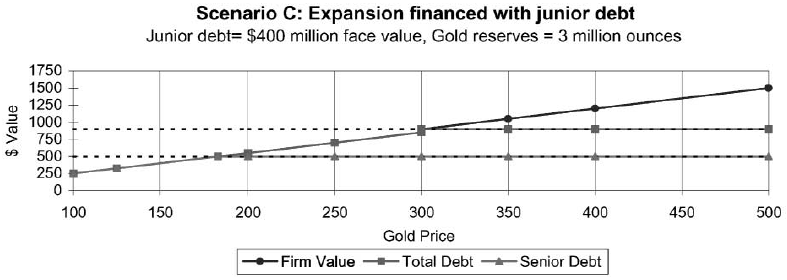 Scenario C: Expansion financed with junior debt
Junior debt= $400 million face value, Gold reserves = 3 million ounces
$ Value
1750
1500
1250
1000
750
500
250
0
100 150 200 250 300 350 400 450 500
Gold Price
Firm Value Total Debt Senior Debt